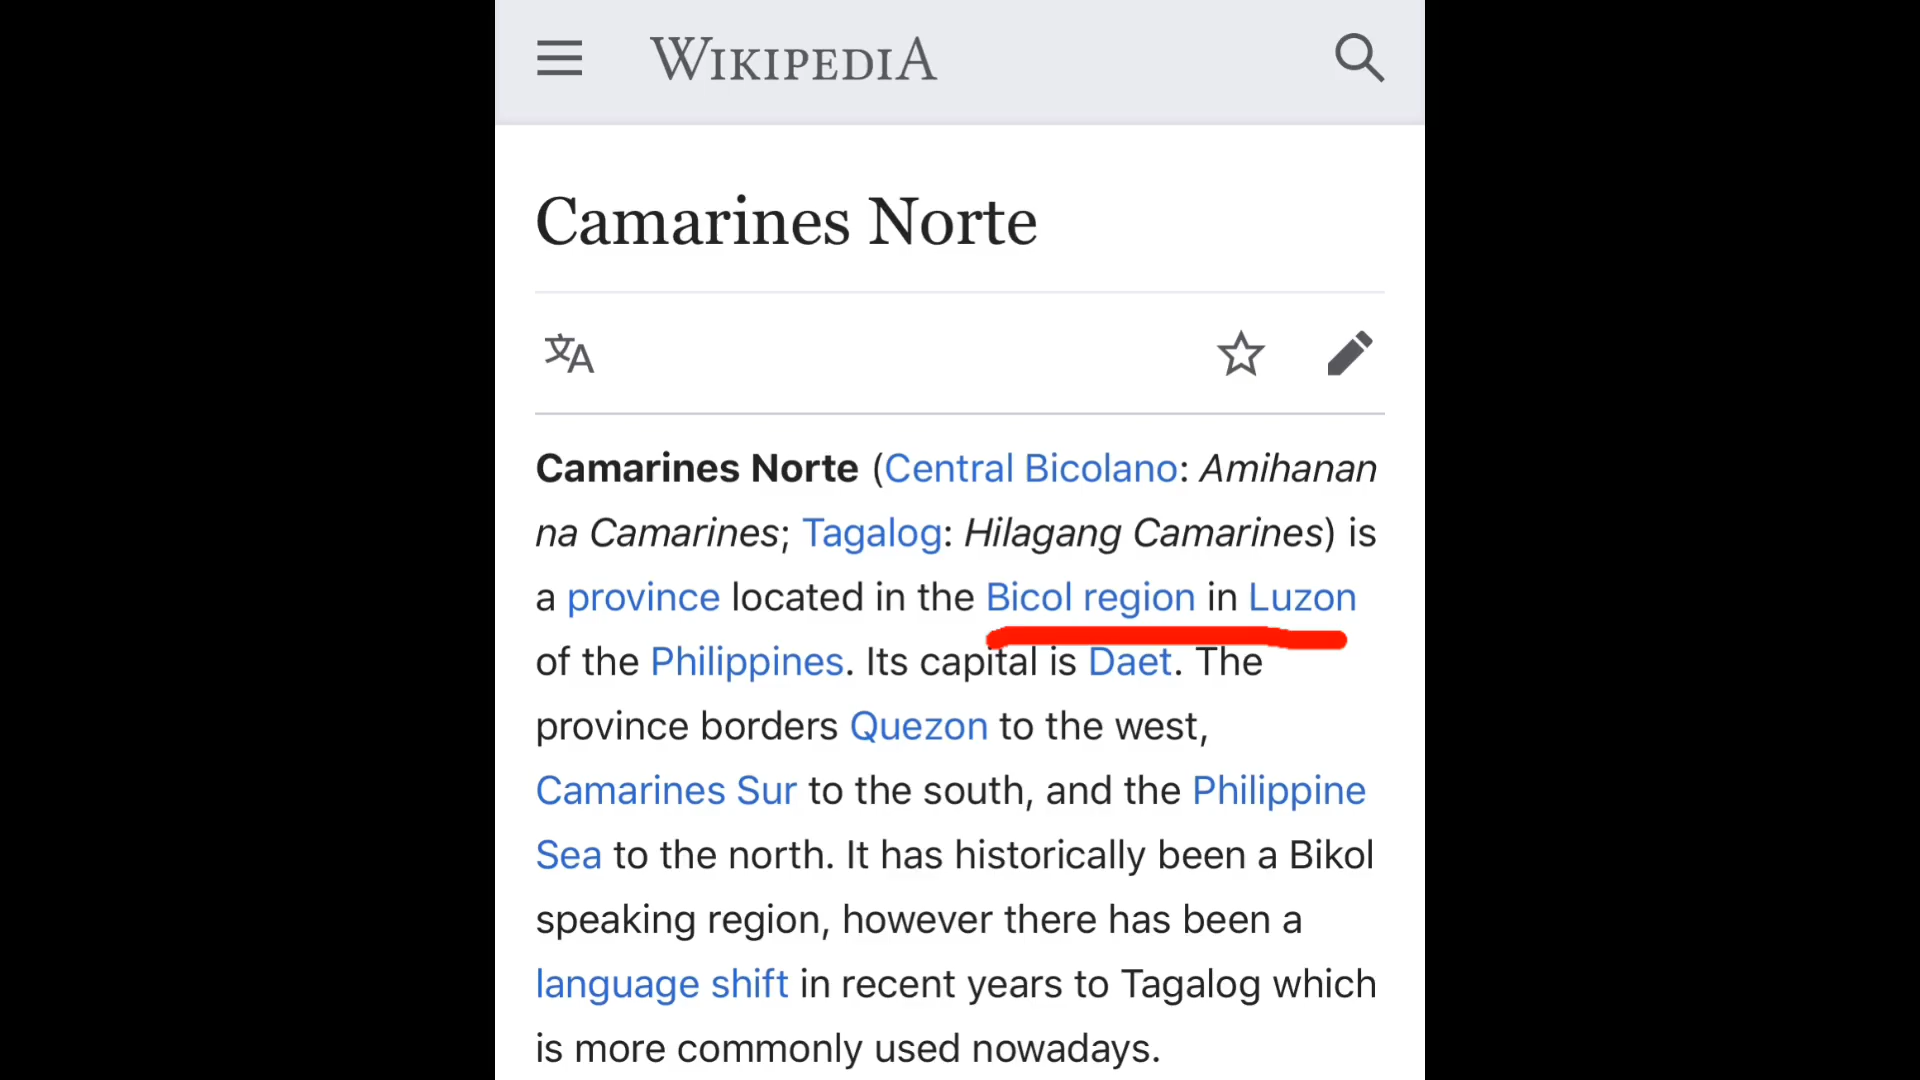 WIKIPEDIA
Camarines Norte
文A
Camarines Norte (Central Bicolano: Amihanan
na Camarines; Tagalog: Hilagang Camarines) is
a province located in the Bicol region in Luzon
of the Philippines. Its capital is Daet. The
province borders Quezon to the west,
Camarines Sur to the south, and the Philippine
Sea to the north. It has historically been a Bikol
speaking region, however there has been a
language shift in recent years to Tagalog which
is more commonly used nowadays.